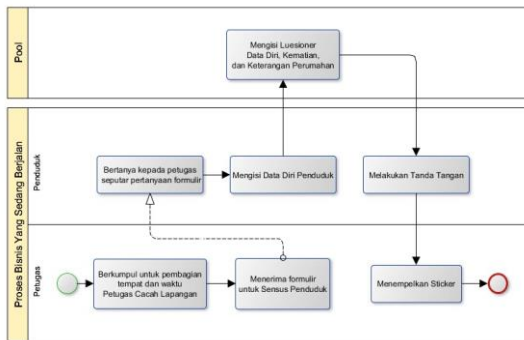 Pool
Mengisi Luesioner
Data Diri, Kematian,
dan Keterangan Perumahan
Proses Bisnis Yang Sedang Berjalan
Penduduk
Bertanya kepada petugas
seputar pertanyaan formulir
Mengisi Data Diri Penduduk
Melakukan Tanda Tangan
Petugas
Berkumpul untuk pembagian
tempat dan waktu
Petugas Cacah Lapangan
Menerima formulir
untuk Sensus Penduduk
Menempelkan Sticker